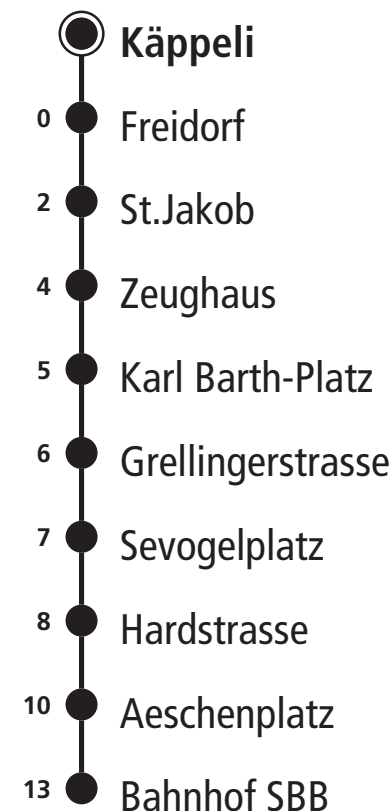 Käppeli
0 Freidorf
2 St.Jakob
4 Zeughaus
5 Karl Barth-Platz
6 Grellingerstrasse
7 Sevogelplatz
8 Hardstrasse
10 Aeschenplatz
13 Bahnhof SBB